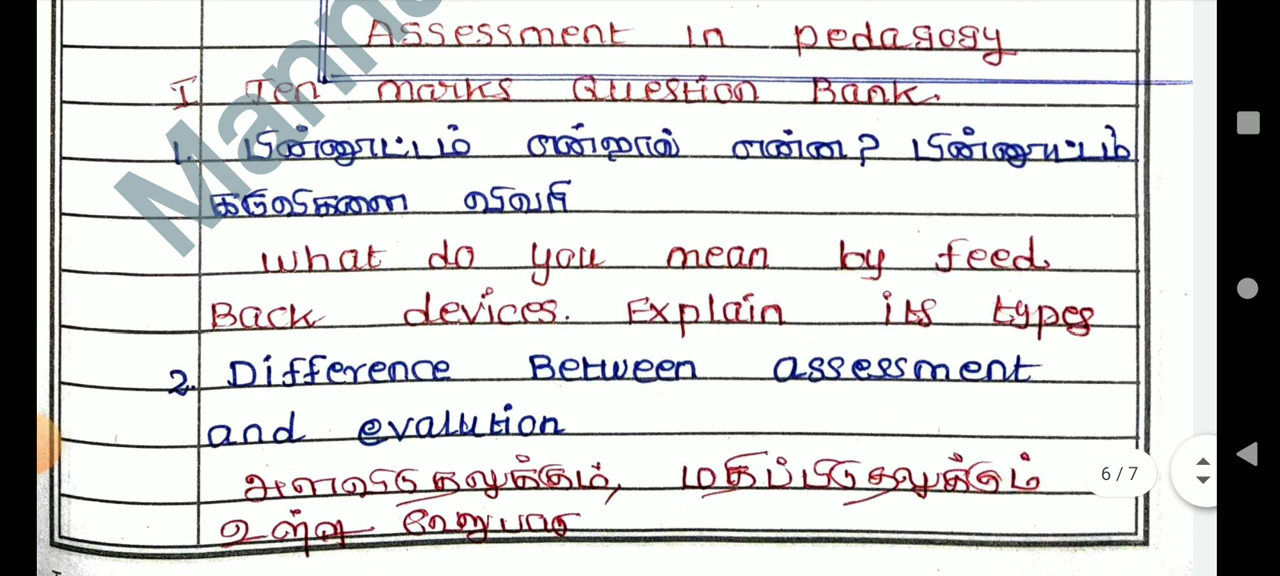 Assessment in pedagogy
I Ten marks Question Bank.
1. பின்னூட்டம் என்றால் என்ன? பின்னூட்டம்
கருவிகளை விவரி
What do you mean by feed
Back devices. Explain its types
2. Difference Between assessment
and evalution
அளவிடுதலுக்கும், மதிப்பிடுதலுக்கும்
உள்ள வேறுபாடு
6/7